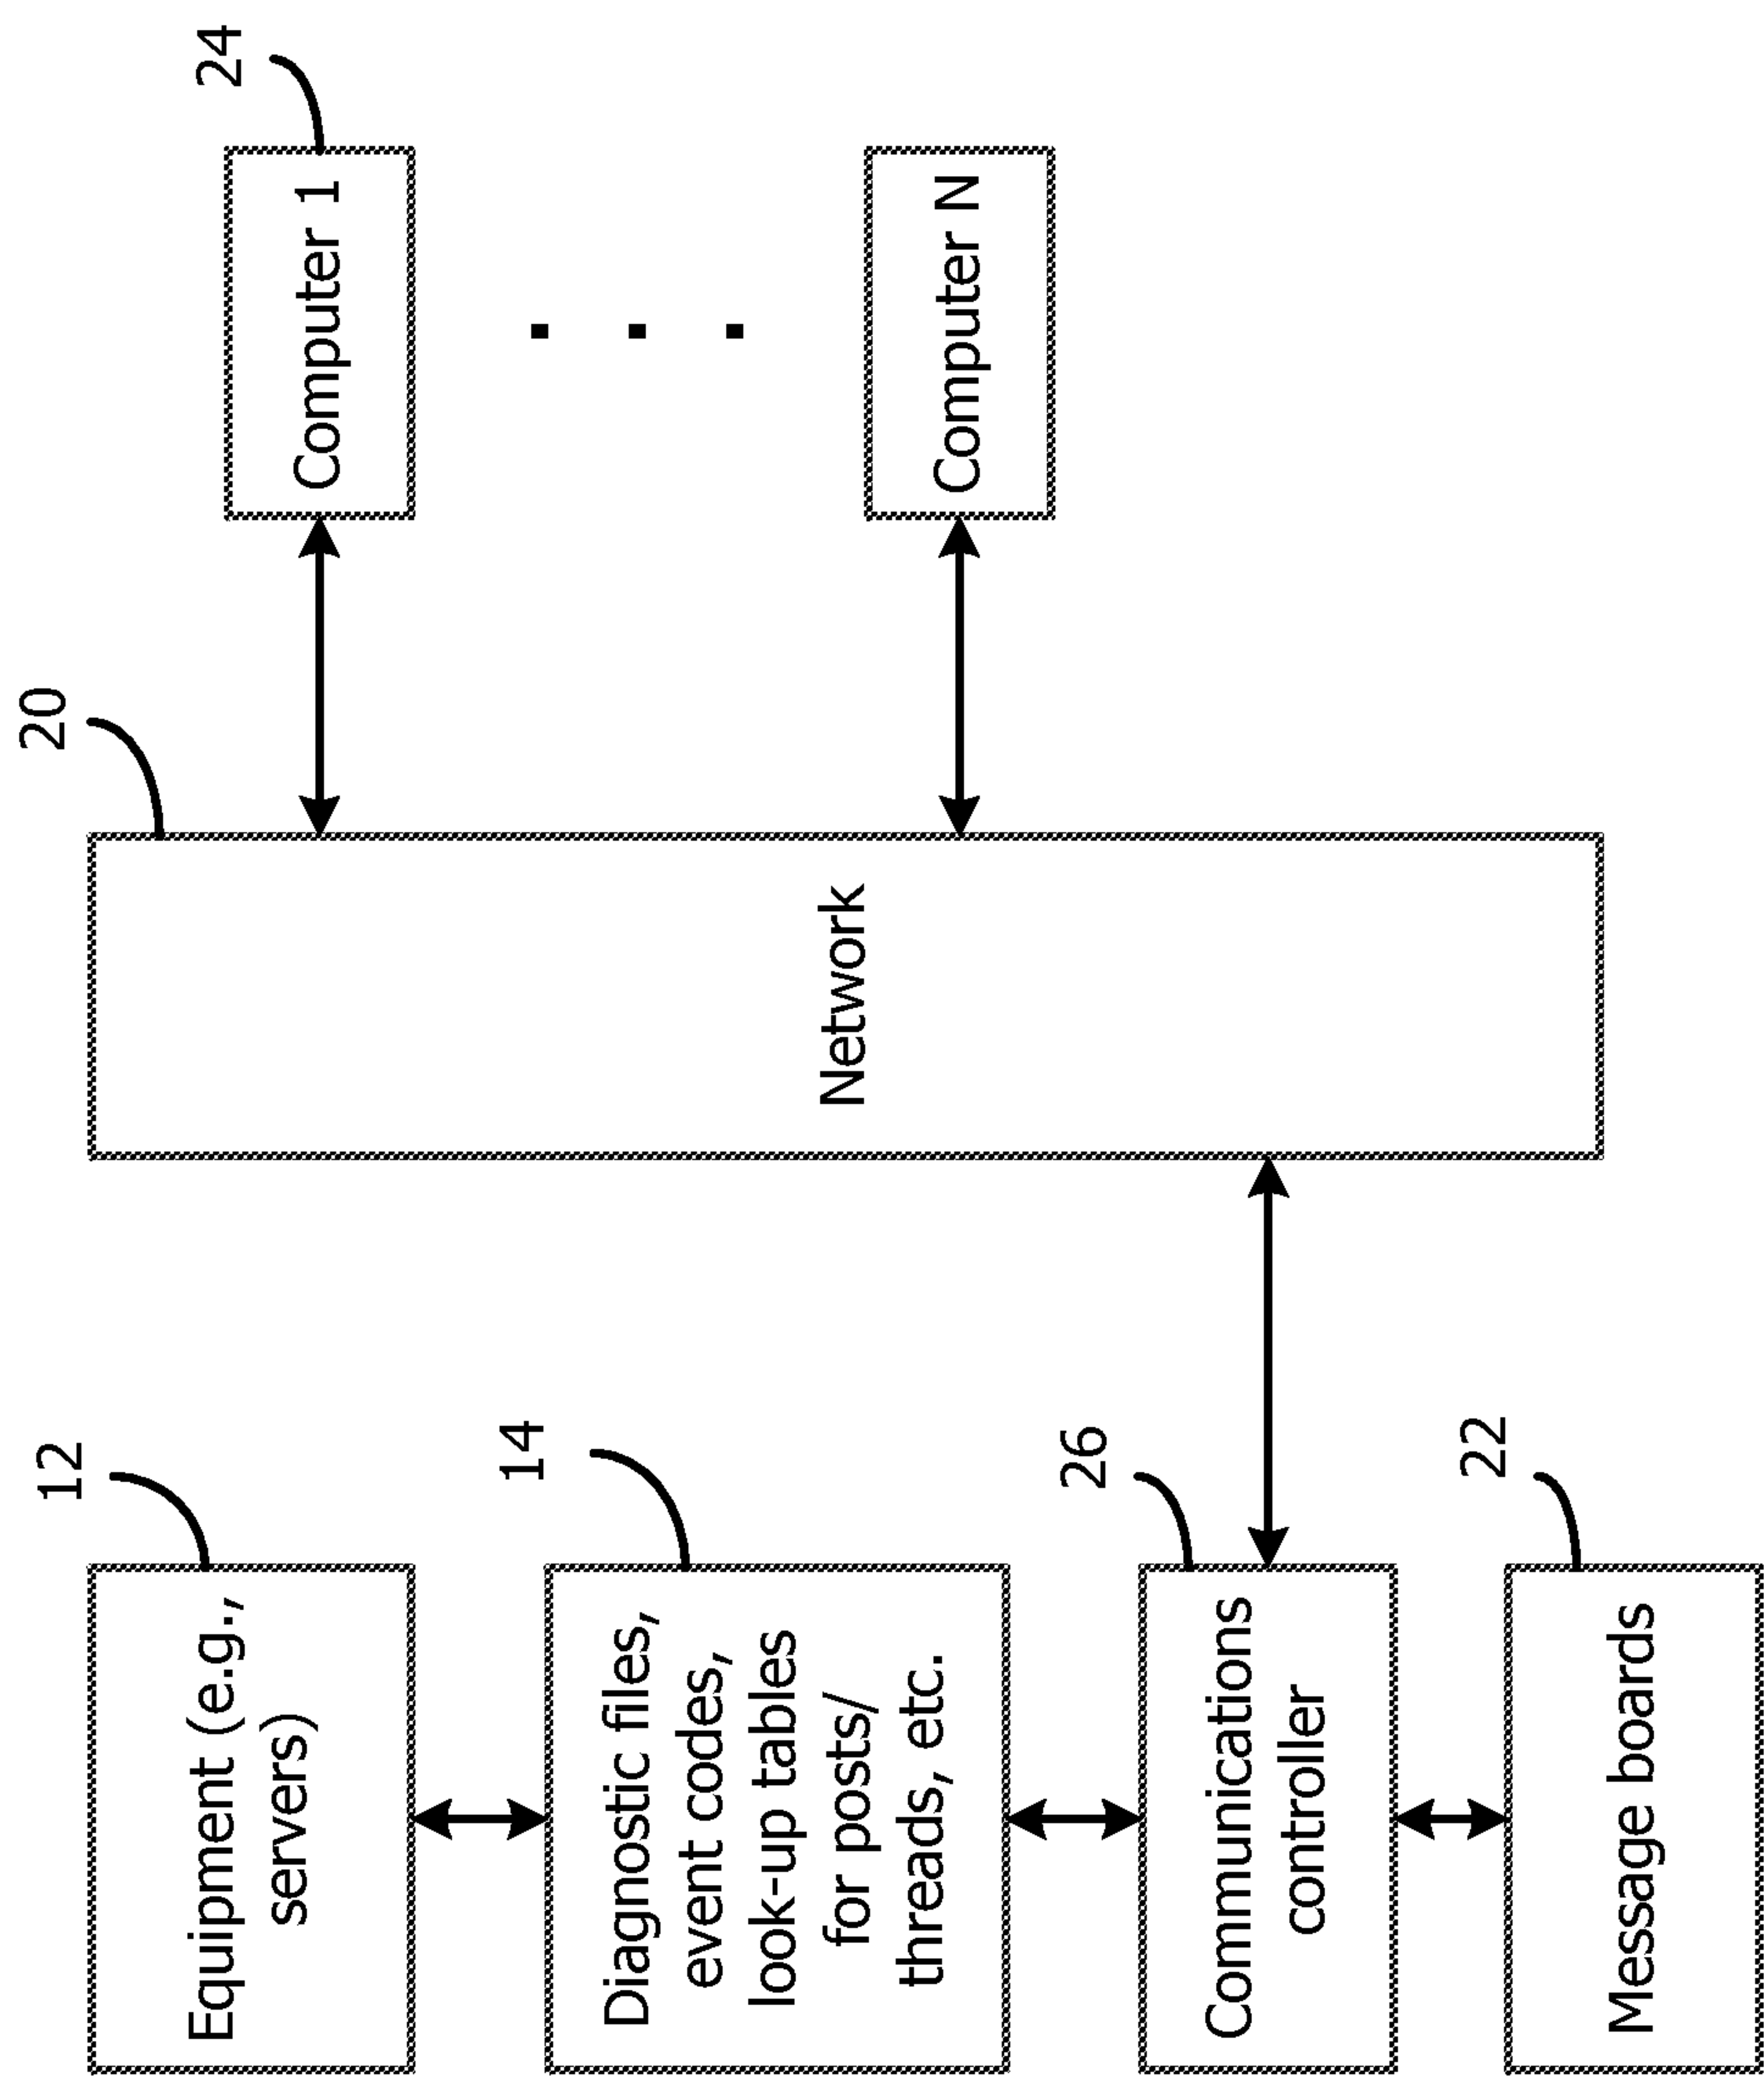 12
Equipment (e.g.,
servers)
14
Diagnostic files,
event codes,
look-up tables
for posts/
threads, etc.
26
Communications
controller
22
Message boards
20
Network
24
Computer 1
Computer N